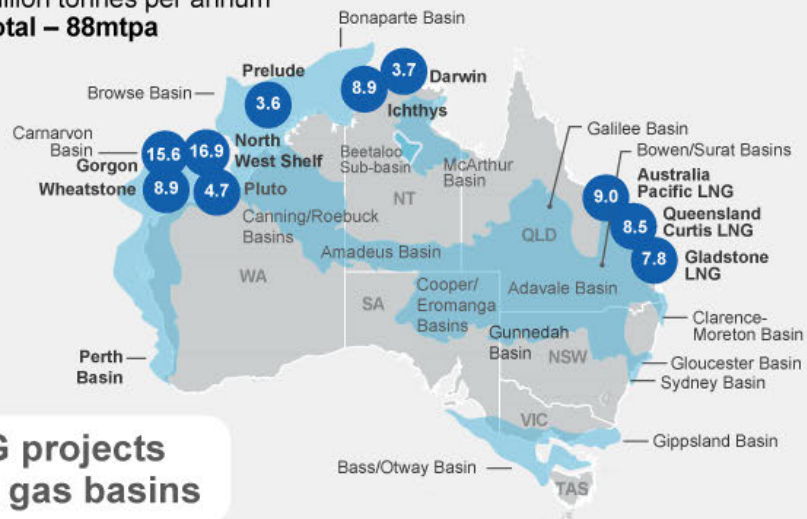 tonnes per annum
– 88mtpa
Bonaparte Basin
Prelude
3.6
8.9
3.7
Darwin
Ichthys
Browse Basin
Carnarvon
Basin
Gorgon
15.6
16.9
North
West Shelf
Wheatstone
8.9
4.7
Pluto
Beetaloo
Sub-basin
McArthur
Basin
NT
Galilee Basin
Bowen/Surat Basins
9.0
Australia
Pacific LNG
8.5
Queensland
Curtis LNG
7.8
Gladstone
LNG
Canning/Roebuck
Basins
QLD
Amadeus Basin
WA
SA
Cooper/
Eromanga
Basins
Adavale Basin
Gunnedah
Basin
NSW
Clarence-
Moreton Basin
Gloucester Basin
Sydney Basin
Perth
Basin
VIC
Gippsland Basin
Bass/Otway Basin
TAS
projects
gas basins